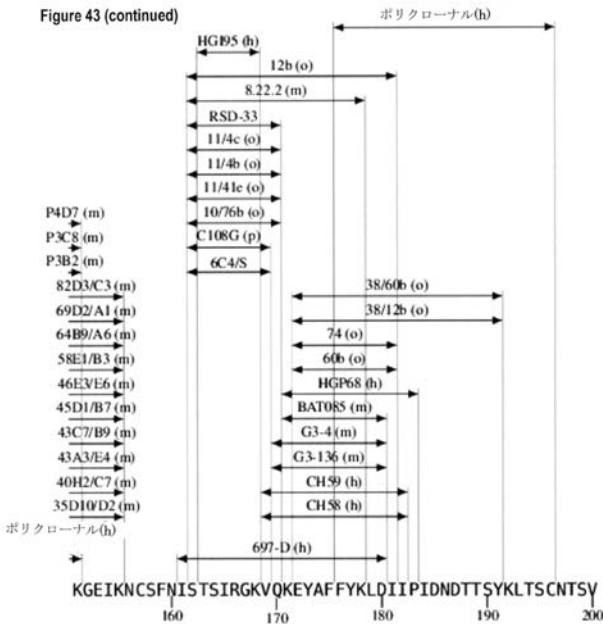 Figure 43 (continued)
ポリクローナル(h)
HGI95 (h)
12b (o)
8.22.2 (m)
RSD-33
11/4c (o)
11/4b (o)
11/41e (o)
10/76b (o)
P4D7 (m)
P3C8 (m)
C108G (p)
P3B2 (m)
6C4/S
82D3/C3 (m)
38/60b (o)
69D2/A1 (m)
38/12b (o)
64B9/A6 (m)
74 (o)
58E1/B3 (m)
60b (o)
46E3/E6 (m)
HGP68 (h)
45D1/B7 (m)
BAT085 (m)
43C7/B9 (m)
G3-4 (m)
43A3/E4 (m)
G3-136 (m)
40H2/C7 (m)
CH59 (h)
35D10/D2 (m)
CH58 (h)
ポリクローナル(h)
697-D (h)
KGEIKNCSFNISTSIRGKVQKEYAFFYKLDIIPIDNDTTSYKLTSCNTSV
160 170 180 190 200